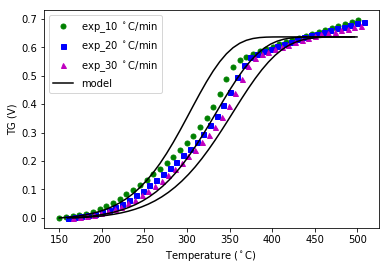 0.7
0.6
0.5
0.4
0.3
0.2
0.1
0.0
TG (V)
exp_10 °C/min
exp_20 °C/min
exp_30 °C/min
model
150 200 250 300 350 400 450 500
Temperature (°C)